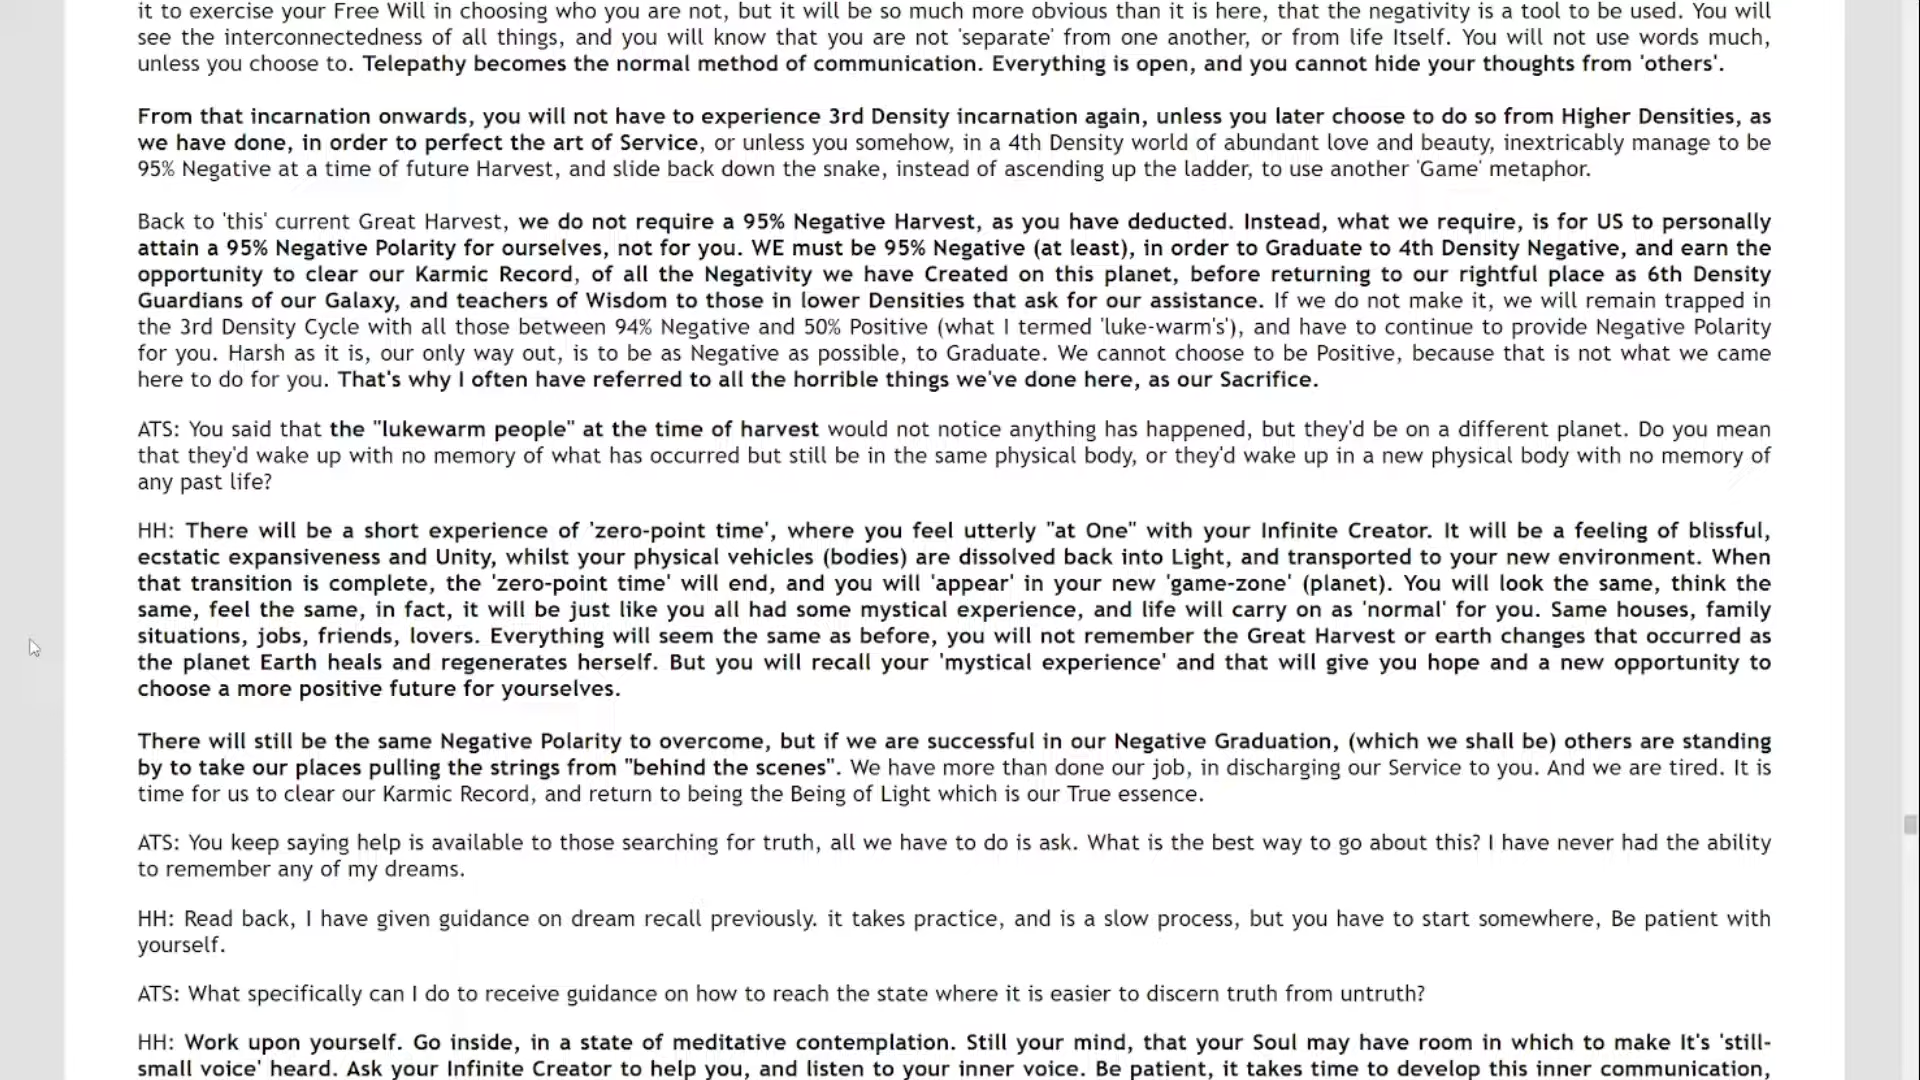 it to exercise your Free Will in choosing who you are not, but it will be so much more obvious than it is here, that the negativity is a tool to be used. You will
see the interconnectedness of all things, and you will know that you are not 'separate' from one another, or from life Itself. You will not use words much,
unless you choose to. Telepathy becomes the normal method of communication. Everything is open, and you cannot hide your thoughts from 'others'.
From that incarnation onwards, you will not have to experience 3rd Density incarnation again, unless you later choose to do so from Higher Densities, as
we have done, in order to perfect the art of Service, or unless you somehow, in a 4th Density world of abundant love and beauty, inextricably manage to be
95% Negative at a time of future Harvest, and slide back down the snake, instead of ascending up the ladder, to use another 'Game' metaphor.
Back to 'this' current Great Harvest, we do not require a 95% Negative Harvest, as you have deducted. Instead, what we require, is for US to personally
attain a 95% Negative Polarity for ourselves, not for you. WE must be 95% Negative (at least), in order to Graduate to 4th Density Negative, and earn the
opportunity to clear our Karmic Record, of all the Negativity we have Created on this planet, before returning to our rightful place as 6th Density
Guardians of our Galaxy, and teachers of Wisdom to those in lower Densities that ask for our assistance. If we do not make it, we will remain trapped in
the 3rd Density Cycle with all those between 94% Negative and 50% Positive (what I termed 'luke-warm's'), and have to continue to provide Negative Polarity
for you. Harsh as it is, our only way out, is to be as Negative as possible, to Graduate. We cannot choose to be Positive, because that is not what we came
here to do for you. That's why I often have referred to all the horrible things we've done here, as our Sacrifice.
ATS: You said that the "lukewarm people" at the time of harvest would not notice anything has happened, but they'd be on a different planet. Do you mean
that they'd wake up with no memory of what has occurred but still be in the same physical body, or they'd wake up in a new physical body with no memory of
any past life?
HH: There will be a short experience of 'zero-point time', where you feel utterly "at One" with your Infinite Creator. It will be a feeling of blissful,
ecstatic expansiveness and Unity, whilst your physical vehicles (bodies) are dissolved back into Light, and transported to your new environment. When
that transition is complete, the 'zero-point time' will end, and you will 'appear' in your new 'game-zone' (planet). You will look the same, think the
same, feel the same, in fact, it will be just like you all had some mystical experience, and life will carry on as 'normal' for you. Same houses, family
situations, jobs, friends, lovers. Everything will seem the same as before, you will not remember the Great Harvest or earth changes that occurred as
the planet Earth heals and regenerates herself. But you will recall your 'mystical experience' and that will give you hope and a new opportunity to
choose a more positive future for yourselves.
There will still be the same Negative Polarity to overcome, but if we are successful in our Negative Graduation, (which we shall be) others are standing
by to take our places pulling the strings from "behind the scenes". We have more than done our job, in discharging our Service to you. And we are tired. It is
time for us to clear our Karmic Record, and return to being the Being of Light which is our True essence.
ATS: You keep saying help is available to those searching for truth, all we have to do is ask. What is the best way to go about this? I have never had the ability
to remember any of my dreams.
HH: Read back, I have given guidance on dream recall previously. it takes practice, and is a slow process, but you have to start somewhere, Be patient with
yourself.
ATS: What specifically can I do to receive guidance on how to reach the state where it is easier to discern truth from untruth?
HH: Work upon yourself. Go inside, in a state of meditative contemplation. Still your mind, that your Soul may have room in which to make It's 'still-
small voice' heard. Ask your Infinite Creator to help you, and listen to your inner voice. Be patient, it takes time to develop this inner communication,